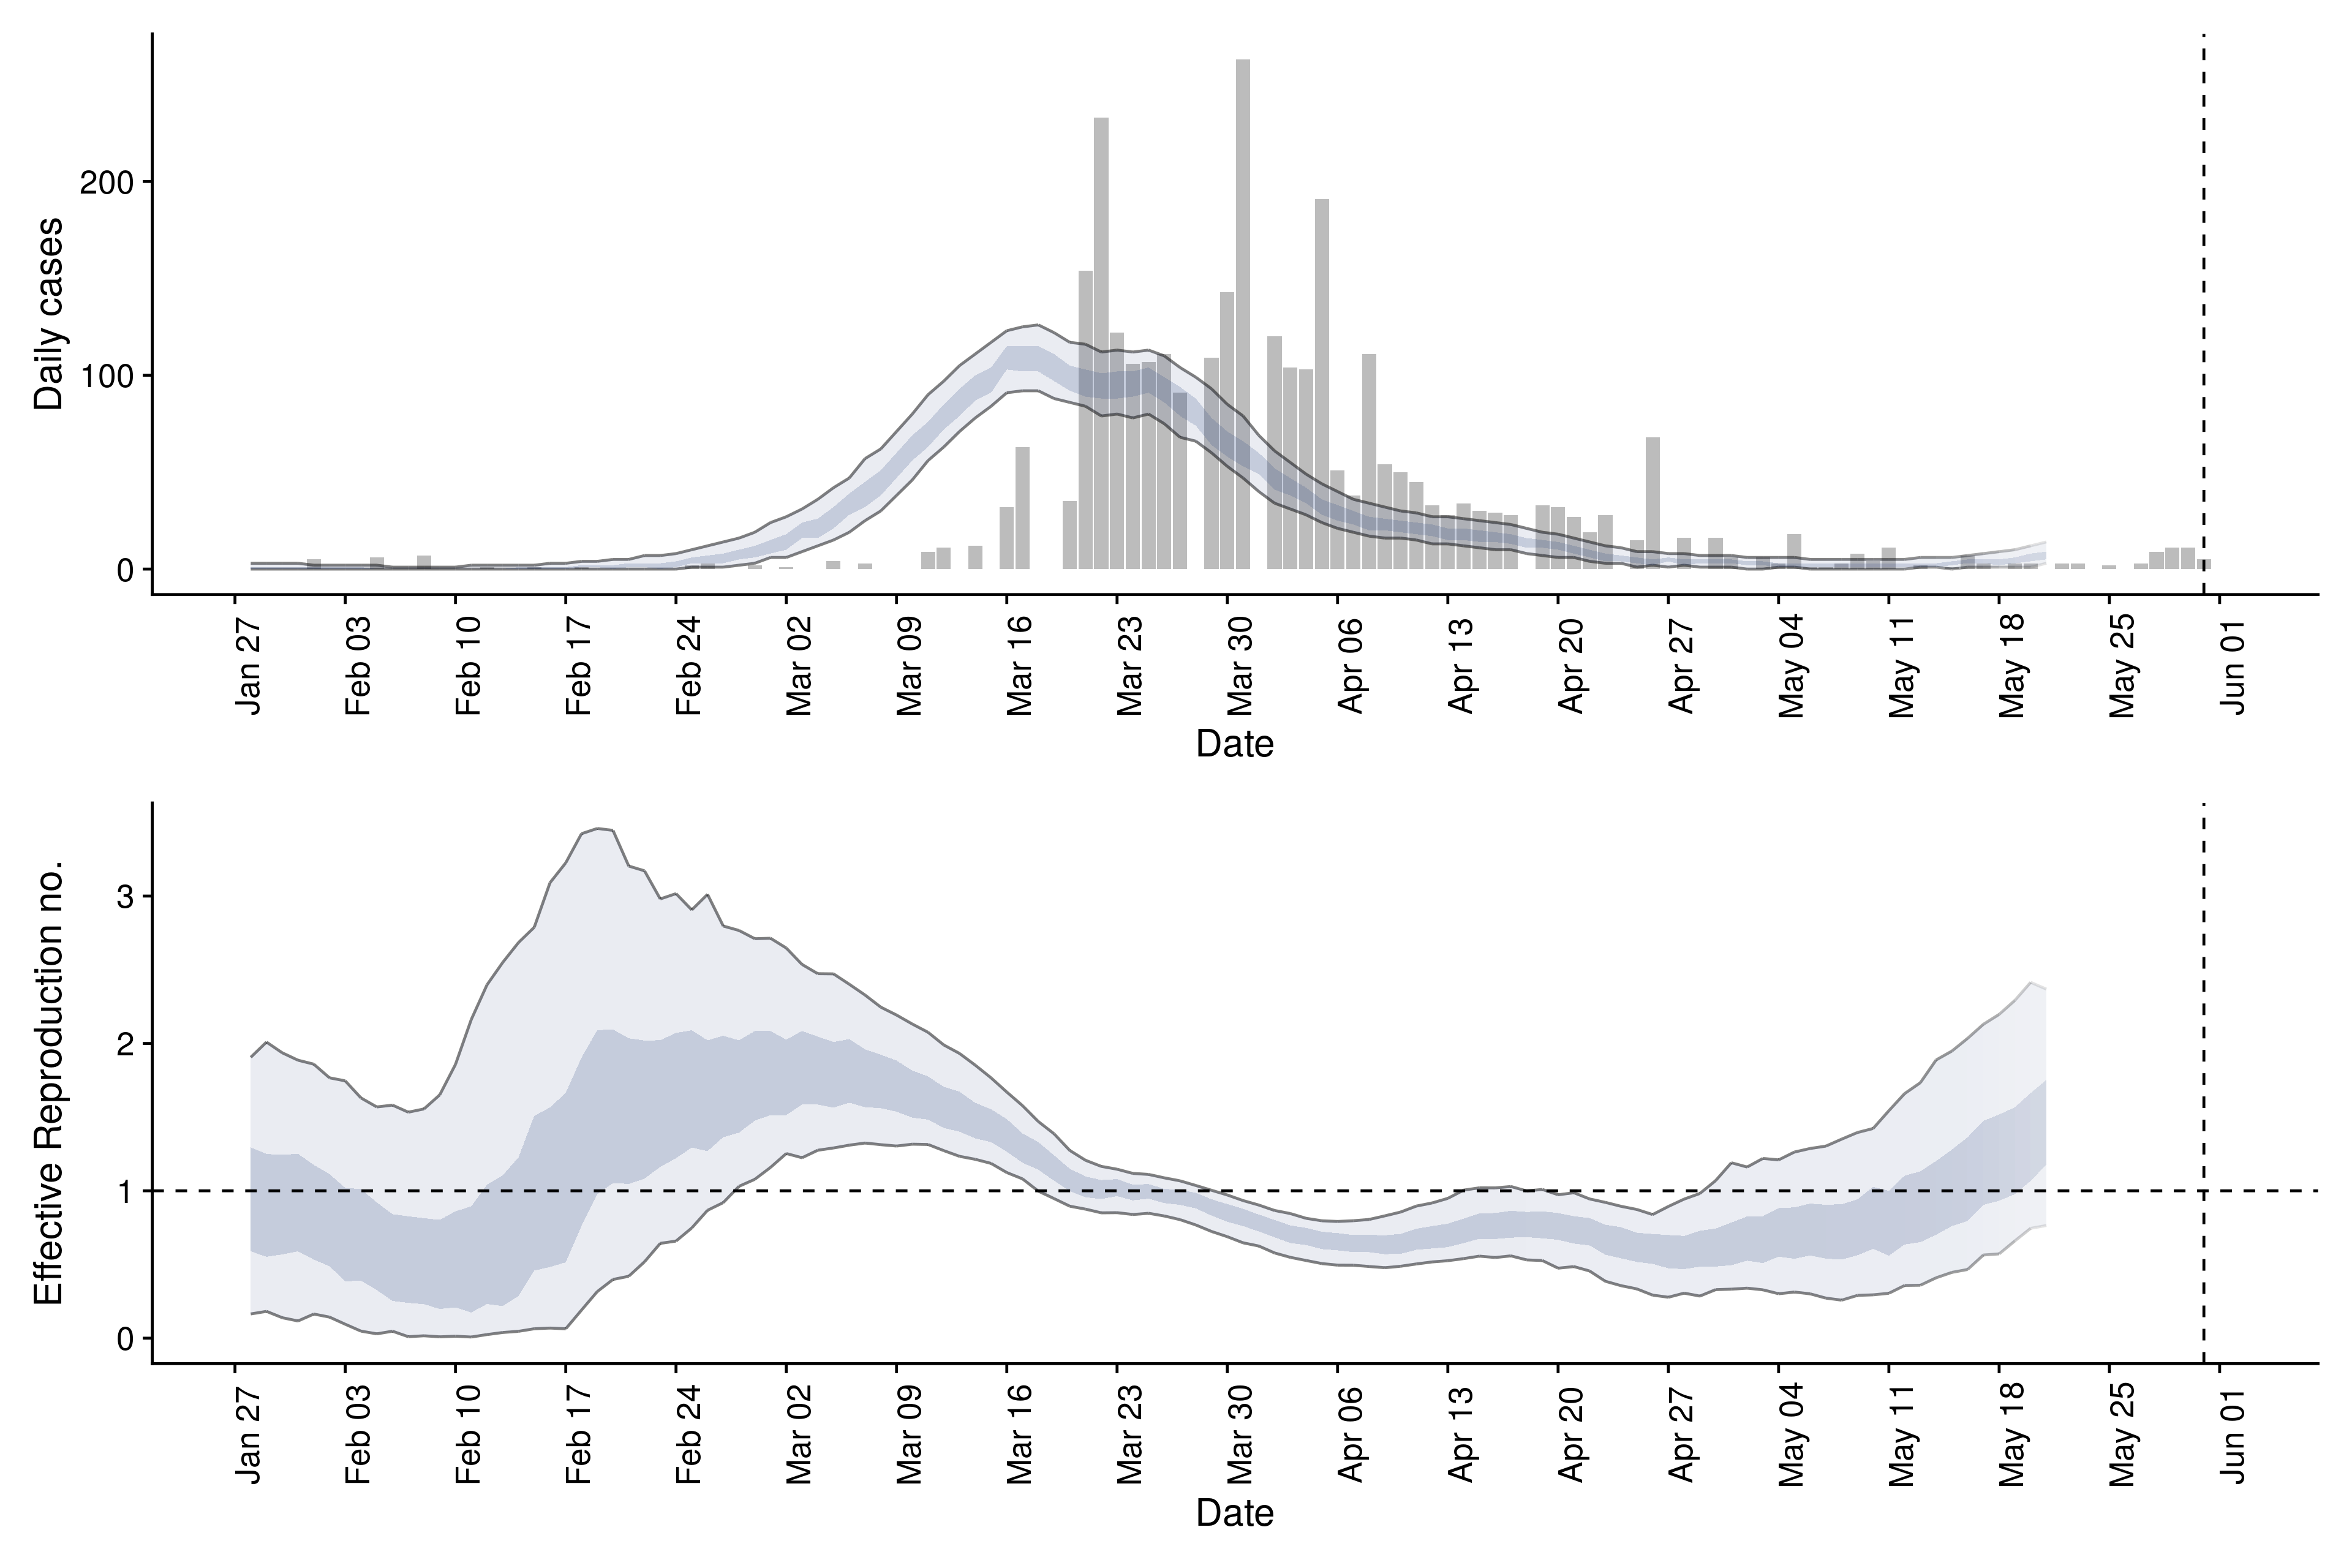 Daily cases
200
100
0
Jan 27
Feb 03
Feb 10
Feb 17
Feb 24
Mar 02
Mar 09
Mar 16
Mar 23
Mar 30
Apr 06
Apr 13
Apr 20
Apr 27
May 04
May 11
May 18
May 25
Jun 01
Date
Effective Reproduction no.
3
2
1
0
Jan 27
Feb 03
Feb 10
Feb 17
Feb 24
Mar 02
Mar 09
Mar 16
Mar 23
Mar 30
Apr 06
Apr 13
Apr 20
Apr 27
May 04
May 11
May 18
May 25
Jun 01
Date